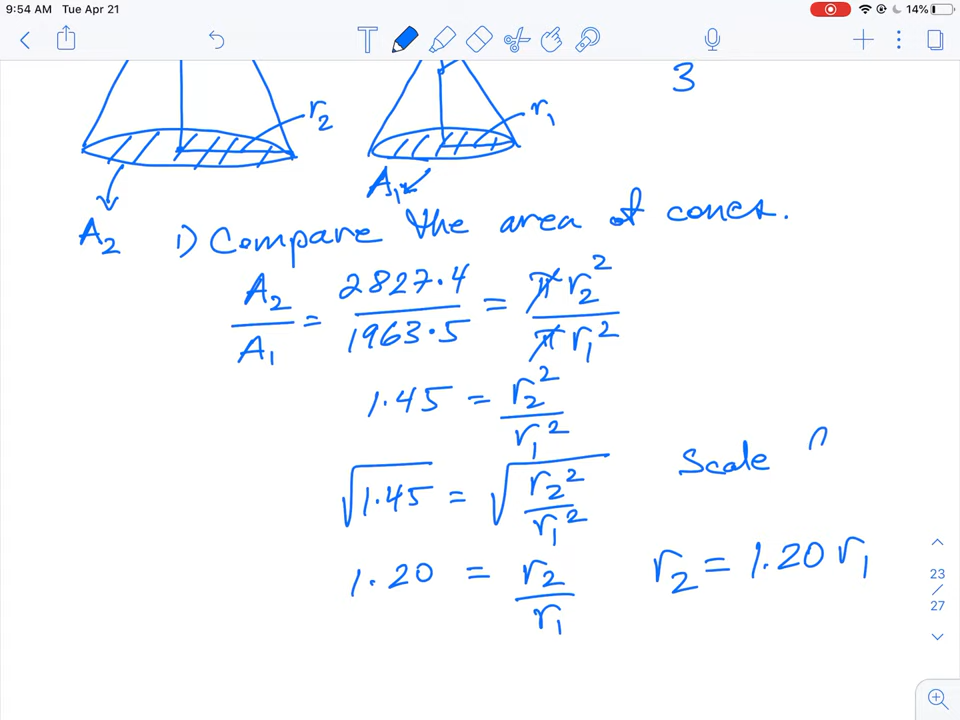 9:54 AM Tue Apr 21
14%
T
3
r₂
r₁
A₁
A₂
1) Compare the area of cones.
A₂/A₁ = 2827.4/1963.5 = πr₂²/πr₁²
1.45 = r₂²/r₁²
√1.45 = √r₂²/r₁²
Scale
1.20 = r₂/r₁
r₂ = 1.20 r₁
23
/
27